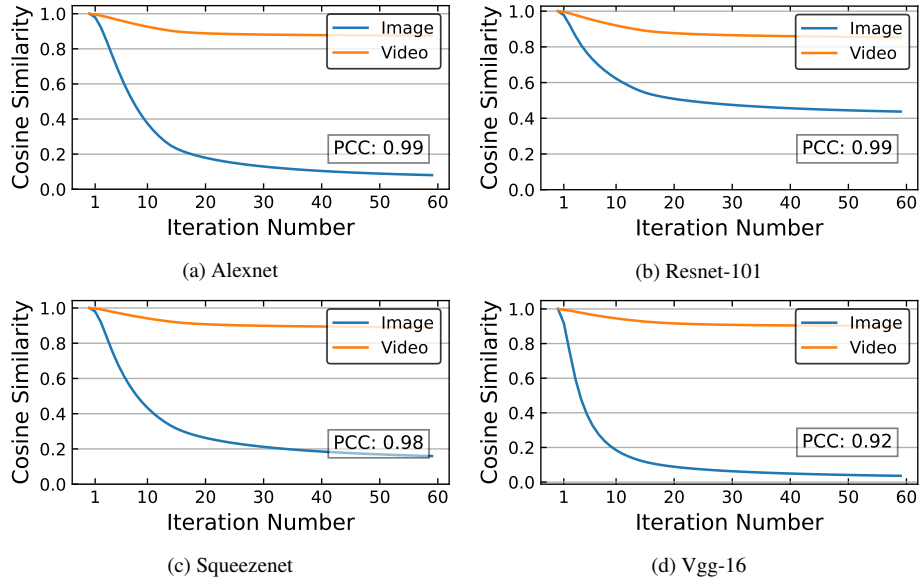 Cosine Similarity
1.0
0.8
0.6
0.4
0.2
0.0
Image
Video
PCC: 0.99
1 10 20 30 40 50 60
Iteration Number
(a) Alexnet
Cosine Similarity
1.0
0.8
0.6
0.4
0.2
0.0
Image
Video
PCC: 0.99
1 10 20 30 40 50 60
Iteration Number
(b) Resnet-101
Cosine Similarity
1.0
0.8
0.6
0.4
0.2
0.0
Image
Video
PCC: 0.98
1 10 20 30 40 50 60
Iteration Number
(c) Squeezenet
Cosine Similarity
1.0
0.8
0.6
0.4
0.2
0.0
Image
Video
PCC: 0.92
1 10 20 30 40 50 60
Iteration Number
(d) Vgg-16